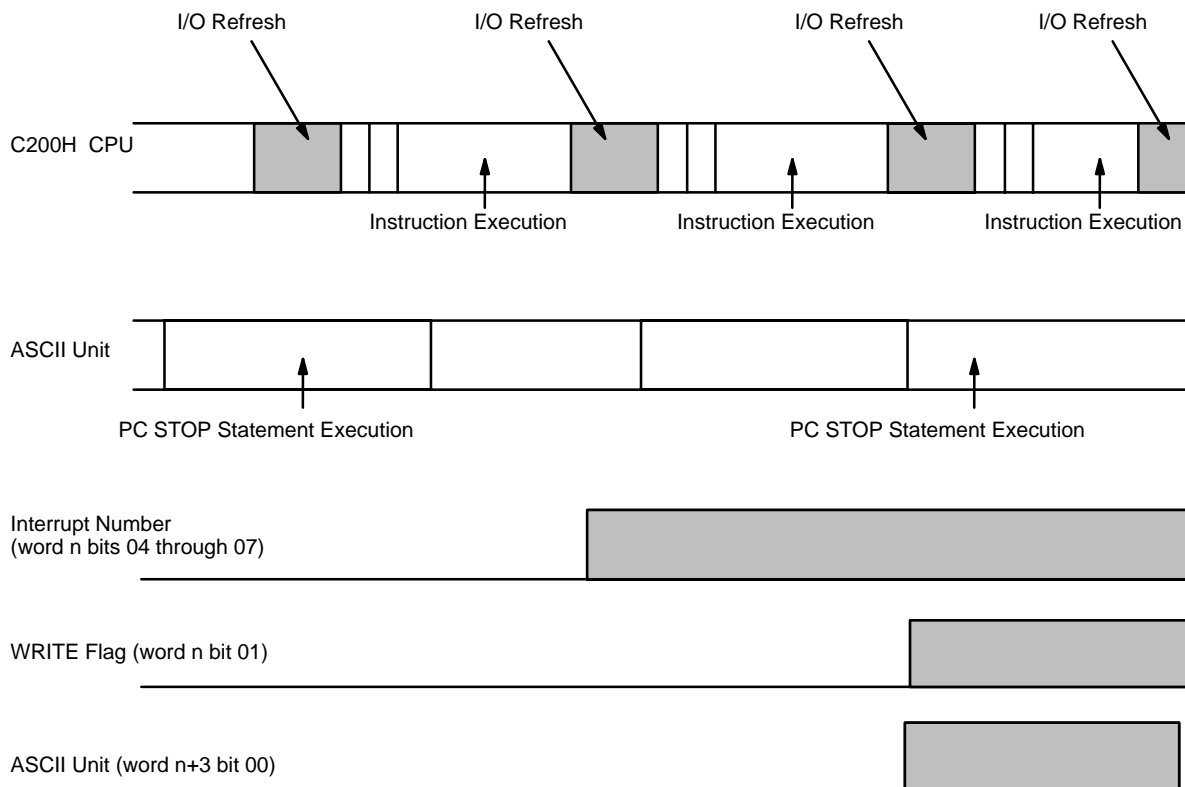 I/O Refresh I/O Refresh I/O Refresh I/O Refresh
C200H CPU
Instruction Execution Instruction Execution Instruction Execution
ASCII Unit
PC STOP Statement Execution PC STOP Statement Execution
Interrupt Number
(word n bits 04 through 07)
WRITE Flag (word n bit 01)
ASCII Unit (word n+3 bit 00)